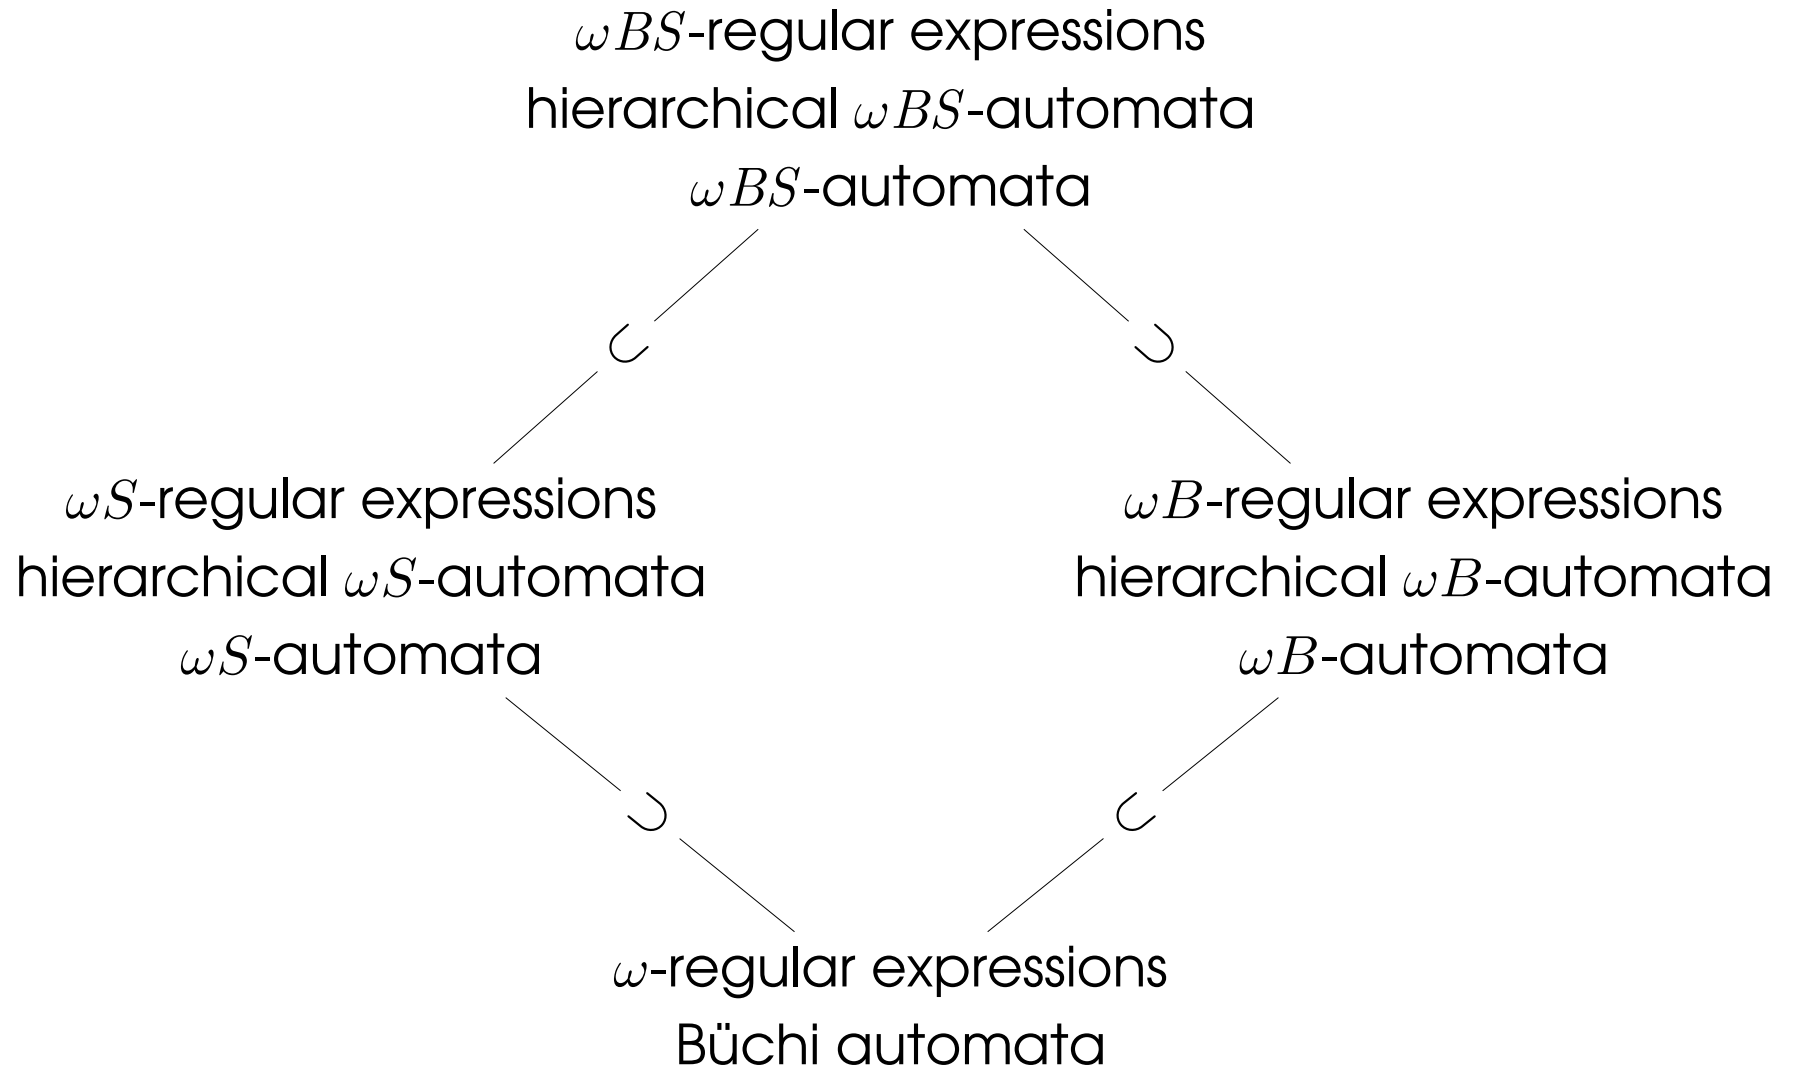 ωBS-regular expressions
hierarchical ωBS-automata
ωBS-automata
⊂
⊂
ωS-regular expressions
hierarchical ωS-automata
ωS-automata
ωB-regular expressions
hierarchical ωB-automata
ωB-automata
⊂
⊂
ω-regular expressions
Büchi automata